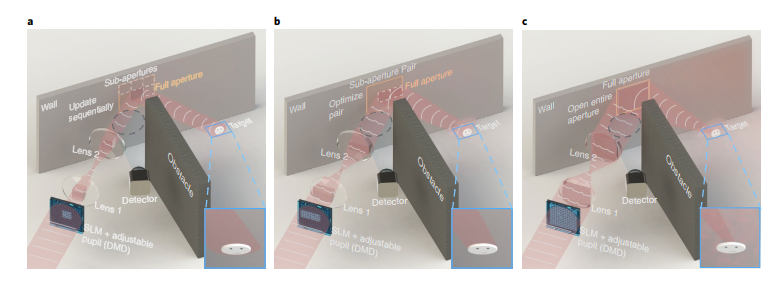 a
Sub-apertures
Full aperture
Wall
Update
sequentially
Target
Lens 2
Obstacle
Detector
Lens 1
SLM + adjustable
pupil (DMD)
b
Sub-aperture Pair
Full aperture
Wall
Optimize
pair
Target
Lens 2
Obstacle
Detector
Lens 1
SLM + adjustable
pupil (DMD)
c
Full aperture
Wall
Open entire
aperture
Target
Lens 2
Obstacle
Detector
Lens 1
SLM + adjustable
pupil (DMD)